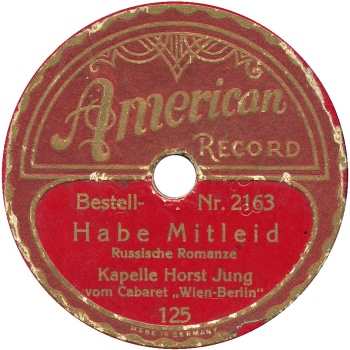 American
RECORD
Bestell- Nr. 2163
Habe Mitleid
Russische Romanze
Kapelle Horst Jung
vom Cabaret „Wien-Berlin"
125
MADE IN GERMANY